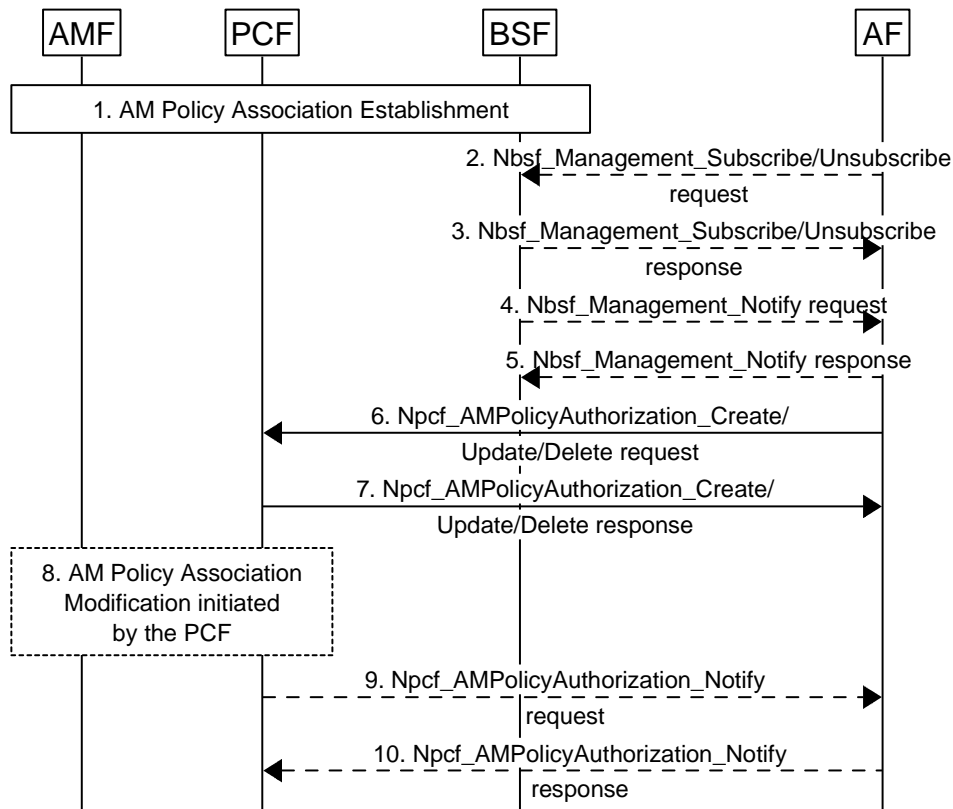 AMF PCF BSF AF
1. AM Policy Association Establishment
2. Nbsf_Management_Subscribe/Unsubscribe
request
3. Nbsf_Management_Subscribe/Unsubscribe
response
4. Nbsf_Management_Notify request
5. Nbsf_Management_Notify response
6. Npcf_AMPolicyAuthorization_Create/
Update/Delete request
7. Npcf_AMPolicyAuthorization_Create/
Update/Delete response
8. AM Policy Association
Modification initiated
by the PCF
9. Npcf_AMPolicyAuthorization_Notify
request
10. Npcf_AMPolicyAuthorization_Notify
response